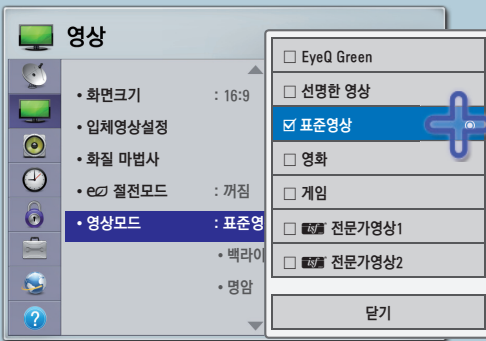 영상
• 화면크기 : 16:9
• 입체영상설정
• 화질 마법사
• e 절전모드 : 꺼짐
• 영상모드 : 표준영
• 백라이
• 명암
?
EyeQ Green
선명한 영상
표준영상
영화
게임
isf 전문가영상1
isf 전문가영상2
닫기